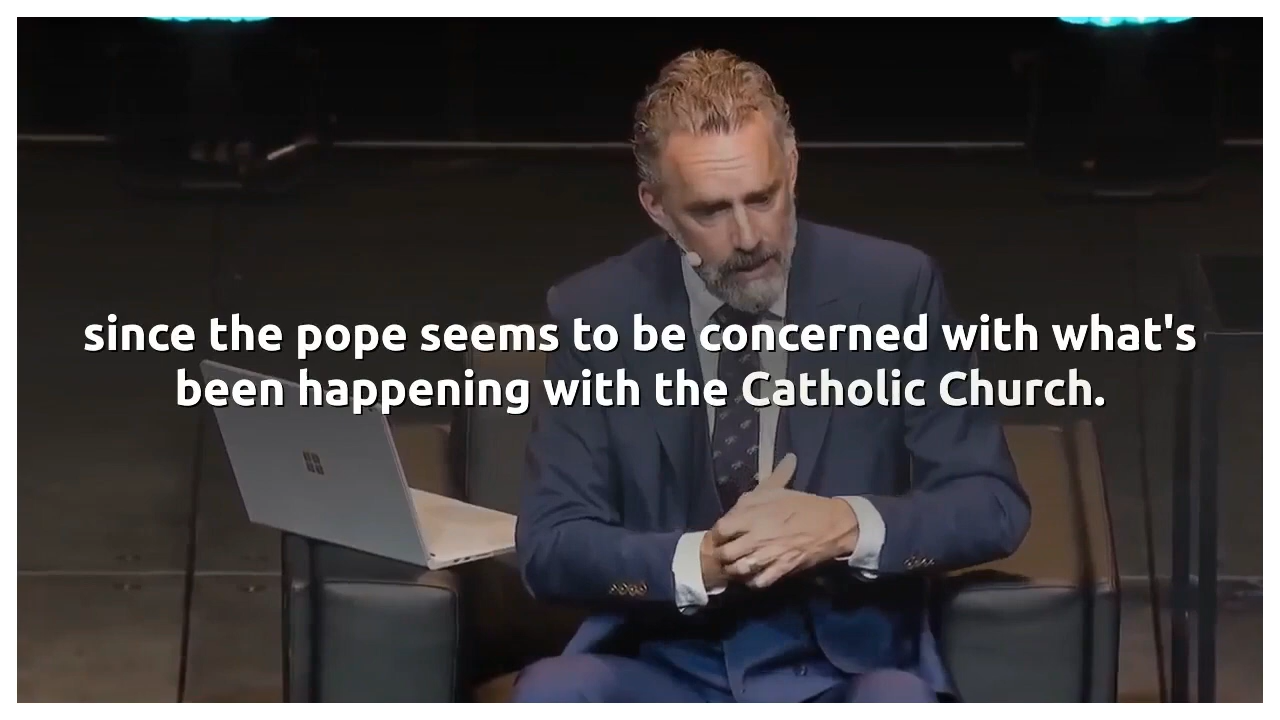 since the pope seems to be concerned with what's
been happening with the Catholic Church.